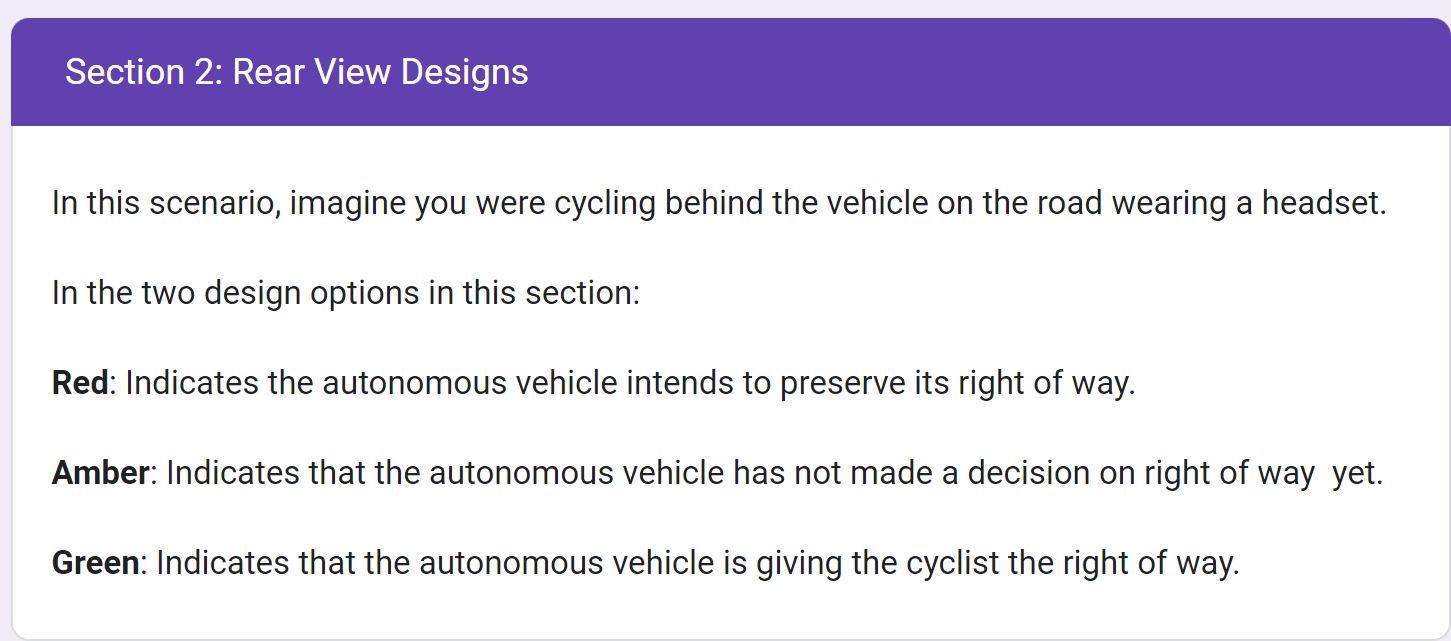 Section 2: Rear View Designs
In this scenario, imagine you were cycling behind the vehicle on the road wearing a headset.
In the two design options in this section:
Red: Indicates the autonomous vehicle intends to preserve its right of way.
Amber: Indicates that the autonomous vehicle has not made a decision on right of way  yet.
Green: Indicates that the autonomous vehicle is giving the cyclist the right of way.